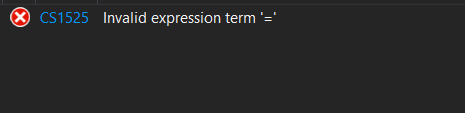 CS1525 Invalid expression term '='